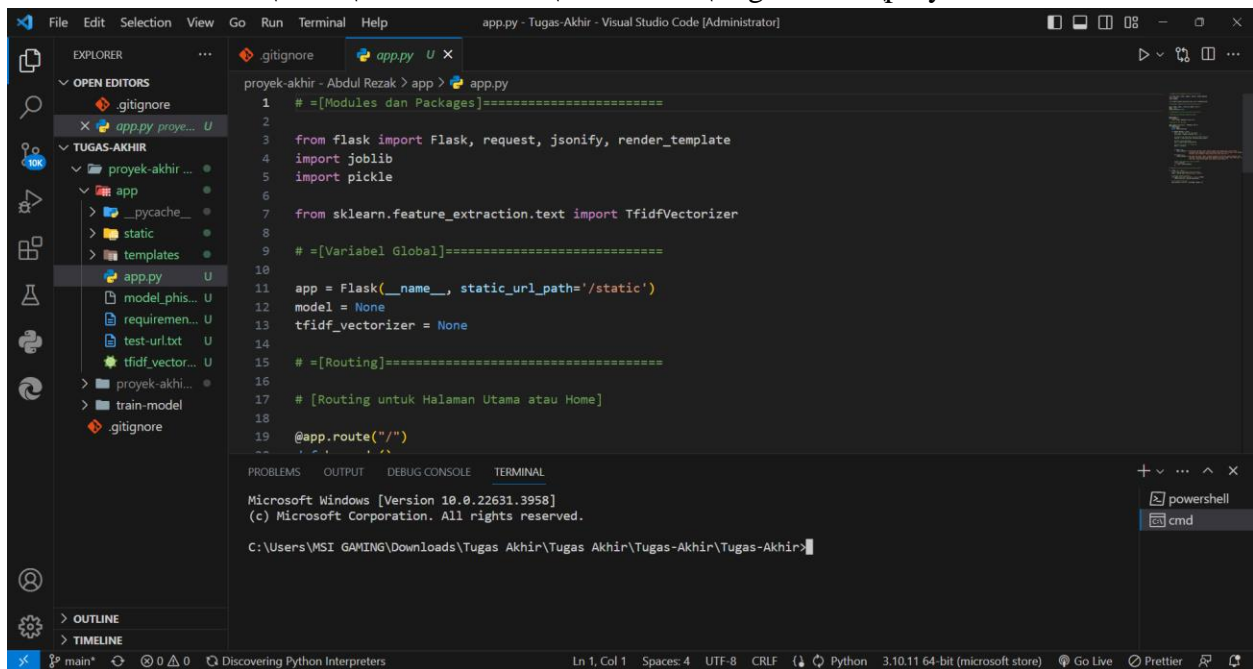 File Edit Selection View Go Run Terminal Help app.py - Tugas-Akhir - Visual Studio Code [Administrator]
EXPLORER ...
OPEN EDITORS
.gitignore
app.py proye... U
TUGAS-AKHIR
proyek-akhir ...
app
__pycache__
static
templates
app.py U
model_phis... U
requiremen... U
test-url.txt U
tfidf_vector... U
proyek-akhi...
train-model
.gitignore
OUTLINE
TIMELINE
10K
.gitignore app.py U
proyek-akhir - Abdul Rezak > app > app.py
1 # =[Modules dan Packages]========================
2
3 from flask import Flask, request, jsonify, render_template
4 import joblib
5 import pickle
6
7 from sklearn.feature_extraction.text import TfidfVectorizer
8
9 # =[Variabel Global]=============================
10
11 app = Flask(__name__, static_url_path='/static')
12 model = None
13 tfidf_vectorizer = None
14
15 # =[Routing]=====================================
16
17 # [Routing untuk Halaman Utama atau Home]
18
19 @app.route("/")
PROBLEMS OUTPUT DEBUG CONSOLE TERMINAL
Microsoft Windows [Version 10.0.22631.3958]
(c) Microsoft Corporation. All rights reserved.
C:\Users\MSI GAMING\Downloads\Tugas Akhir\Tugas Akhir\Tugas-Akhir\Tugas-Akhir>
powershell
cmd
main* 0 0 Discovering Python Interpreters Ln 1, Col 1 Spaces: 4 UTF-8 CRLF Python 3.10.11 64-bit (microsoft store) Go Live Prettier